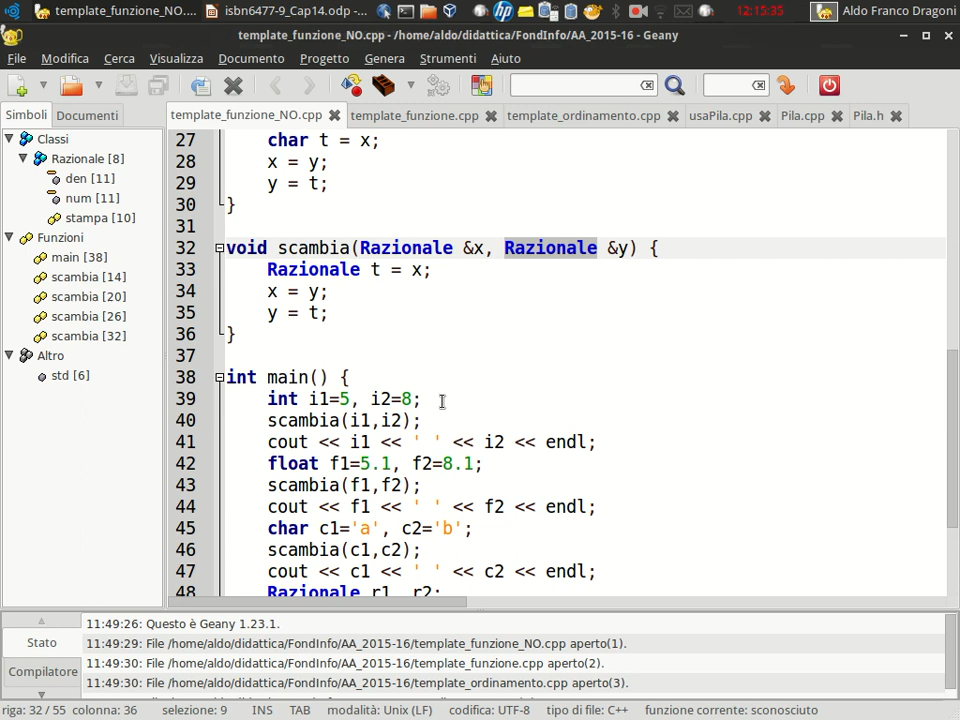 template_funzione_NO....
isbn6477-9_Cap14.odp -...
12:15:35
Aldo Franco Dragoni
template_funzione_NO.cpp - /home/aldo/didattica/FondInfo/AA_2015-16 - Geany
File Modifica Cerca Visualizza Documento Progetto Genera Strumenti Aiuto
Simboli Documenti
template_funzione_NO.cpp template_funzione.cpp template_ordinamento.cpp usaPila.cpp Pila.cpp Pila.h
Classi
Razionale [8]
den [11]
num [11]
stampa [10]
Funzioni
main [38]
scambia [14]
scambia [20]
scambia [26]
scambia [32]
Altro
std [6]
27 char t = x;
28 x = y;
29 y = t;
30 }
31
32 void scambia(Razionale &x, Razionale &y) {
33 Razionale t = x;
34 x = y;
35 y = t;
36 }
37
38 int main() {
39 int i1=5, i2=8;
40 scambia(i1,i2);
41 cout << i1 << ' ' << i2 << endl;
42 float f1=5.1, f2=8.1;
43 scambia(f1,f2);
44 cout << f1 << ' ' << f2 << endl;
45 char c1='a', c2='b';
46 scambia(c1,c2);
47 cout << c1 << ' ' << c2 << endl;
48 Razionale r1, r2;
Stato
Compilatore
11:49:26: Questo è Geany 1.23.1.
11:49:29: File /home/aldo/didattica/FondInfo/AA_2015-16/template_funzione_NO.cpp aperto(1).
11:49:30: File /home/aldo/didattica/FondInfo/AA_2015-16/template_funzione.cpp aperto(2).
11:49:30: File /home/aldo/didattica/FondInfo/AA_2015-16/template_ordinamento.cpp aperto(3).
riga: 32 / 55 colonna: 36 selezione: 9 INS TAB modalità: Unix (LF) codifica: UTF-8 tipo di file: C++ funzione corrente: sconosciuto